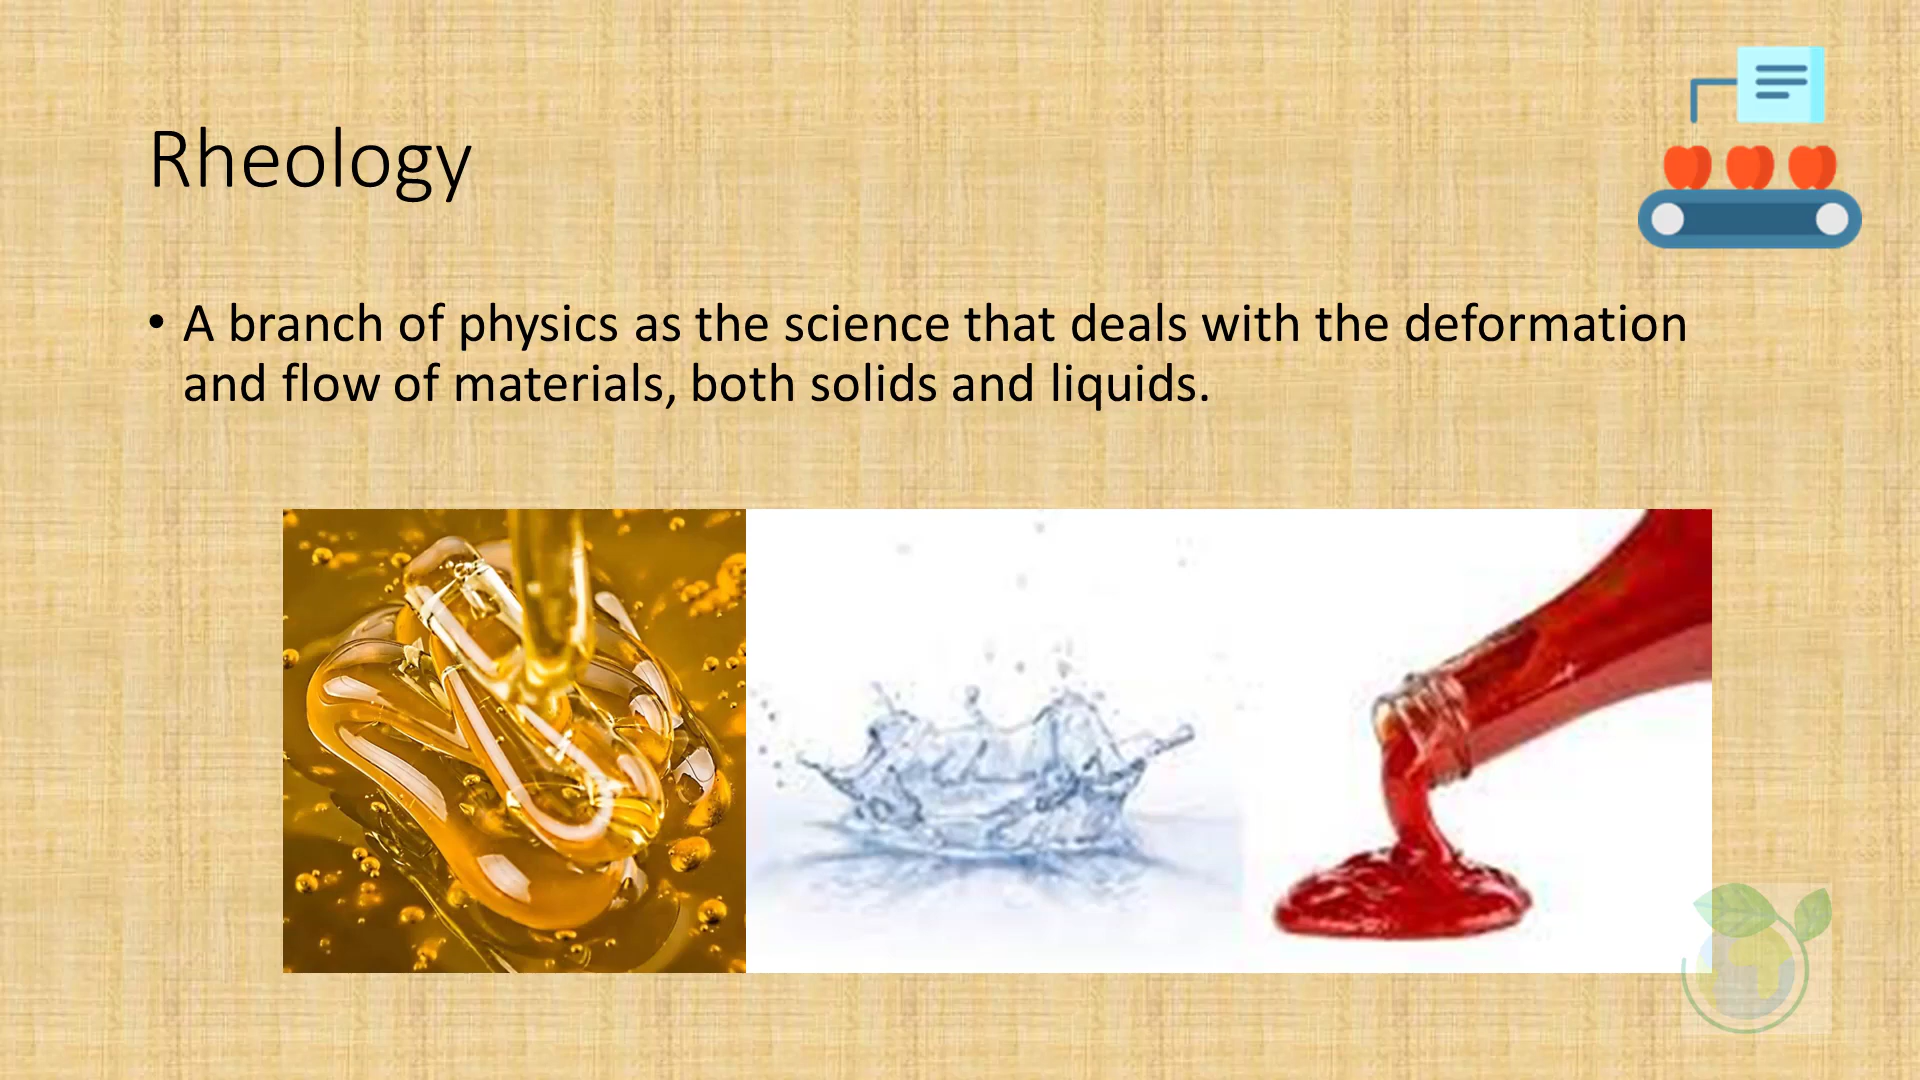 Rheology
• A branch of physics as the science that deals with the deformation
and flow of materials, both solids and liquids.